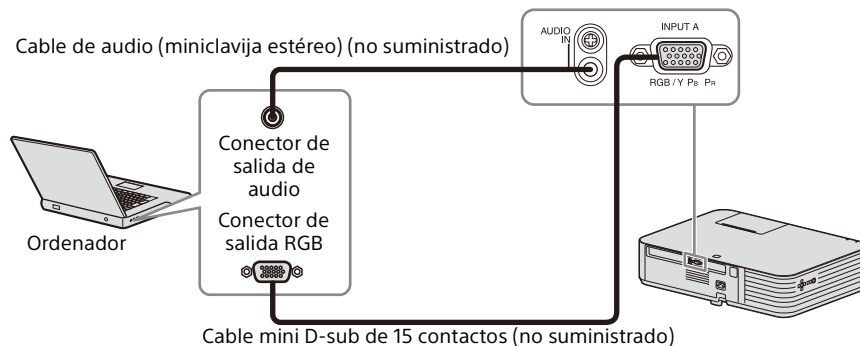 Cable de audio (miniclavija estéreo) (no suministrado)
AUDIO
IN
INPUT A
RGB / Y PB PR
Conector de
salida de
audio
Conector de
salida RGB
Ordenador
Cable mini D-sub de 15 contactos (no suministrado)